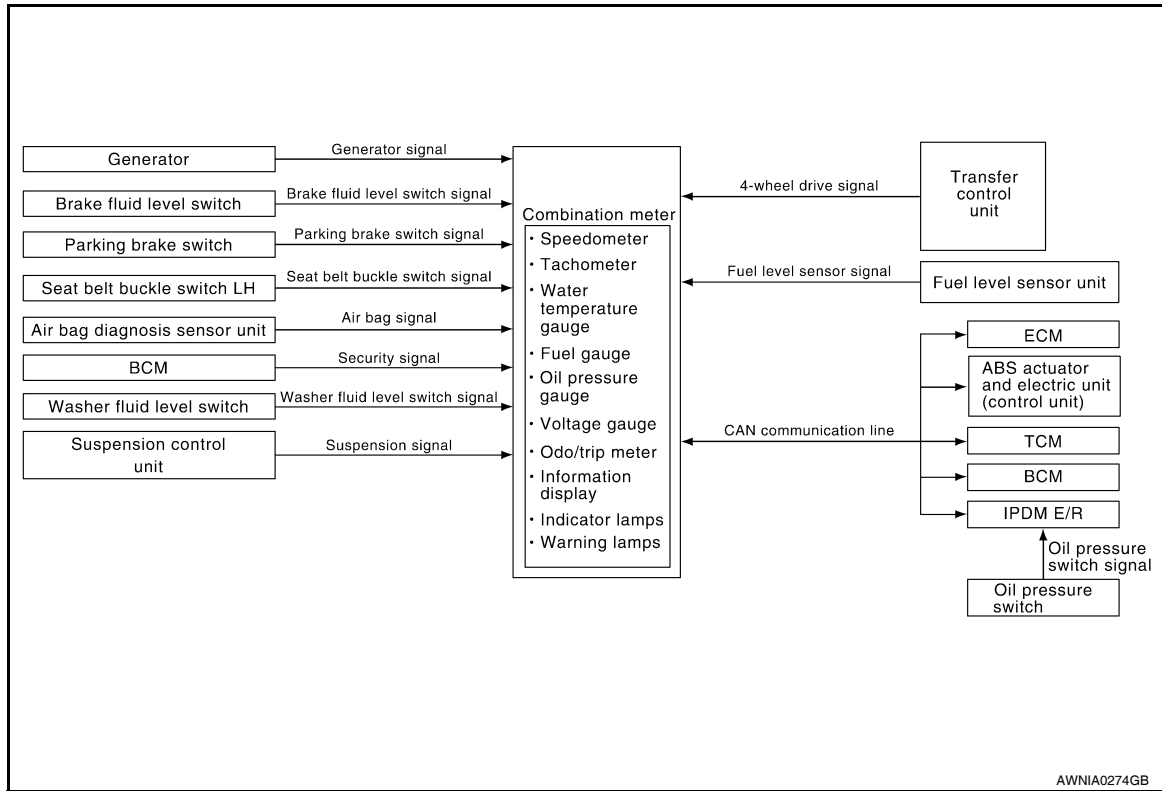 Generator
Generator signal
Brake fluid level switch
Brake fluid level switch signal
Parking brake switch
Parking brake switch signal
Seat belt buckle switch LH
Seat belt buckle switch signal
Air bag diagnosis sensor unit
Air bag signal
BCM
Security signal
Washer fluid level switch
Washer fluid level switch signal
Suspension control
unit
Suspension signal
Combination meter
· Speedometer
· Tachometer
· Water
temperature
gauge
· Fuel gauge
· Oil pressure
gauge
· Voltage gauge
· Odo/trip meter
· Information
display
· Indicator lamps
· Warning lamps
4-wheel drive signal
Transfer
control
unit
Fuel level sensor signal
Fuel level sensor unit
CAN communication line
ECM
ABS actuator
and electric unit
(control unit)
TCM
BCM
IPDM E/R
Oil pressure
switch signal
Oil pressure
switch
AWNIA0274GB